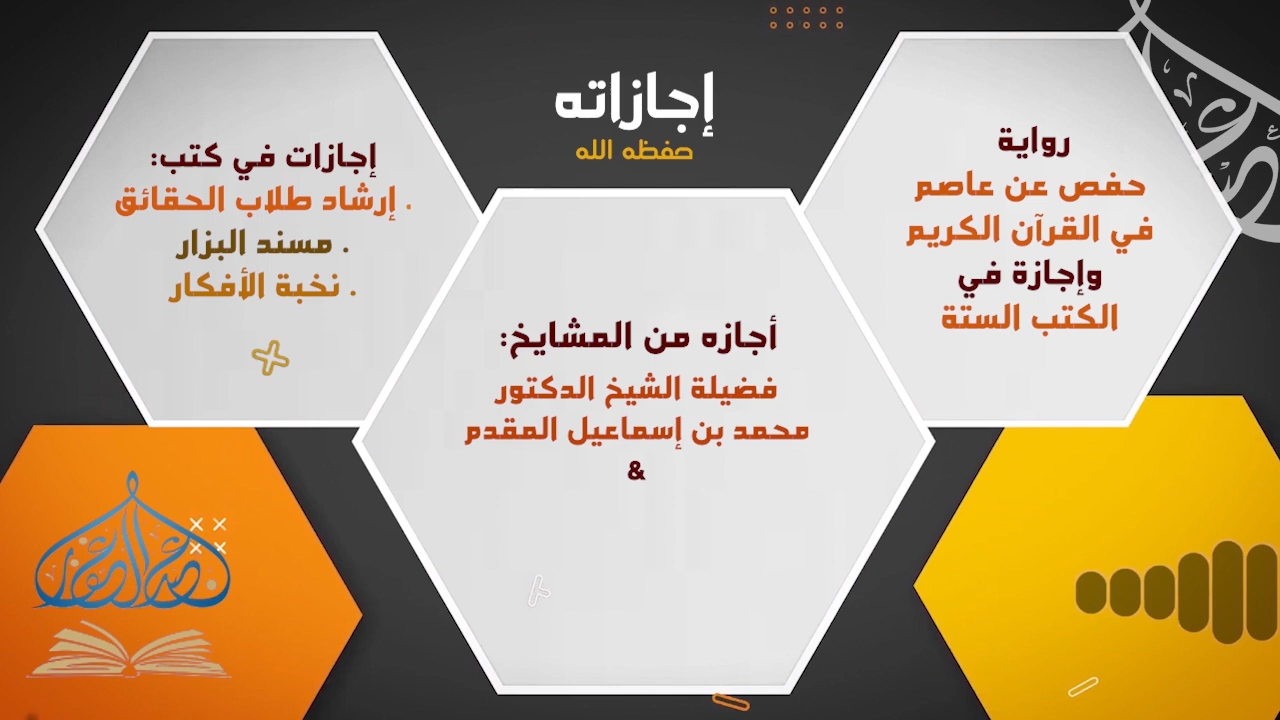 إجازاته
حفظه الله
رواية
حفص عن عاصم
في القرآن الكريم
وإجازة في
الكتب الستة
أجازه من المشايخ:
فضيلة الشيخ الدكتور
محمد بن إسماعيل المقدم
&
إجازات في كتب:
. إرشاد طلاب الحقائق
. مسند البزار
. نخبة الأفكار